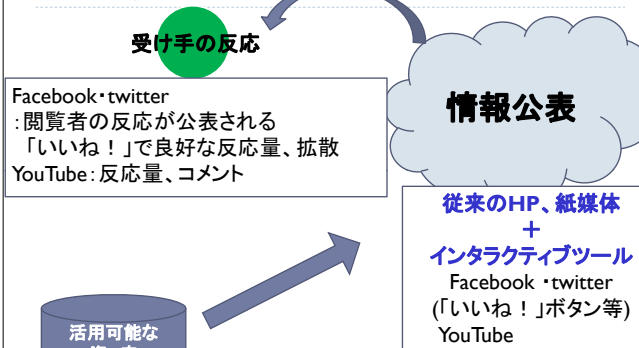 受け手の反応
Facebook・twitter
：閲覧者の反応が公表される
「いいね！」で良好な反応量、拡散
YouTube：反応量、コメント
情報公表
従来のHP、紙媒体
＋
インタラクティブツール
Facebook ・twitter
(「いいね！」ボタン等)
YouTube
活用可能な